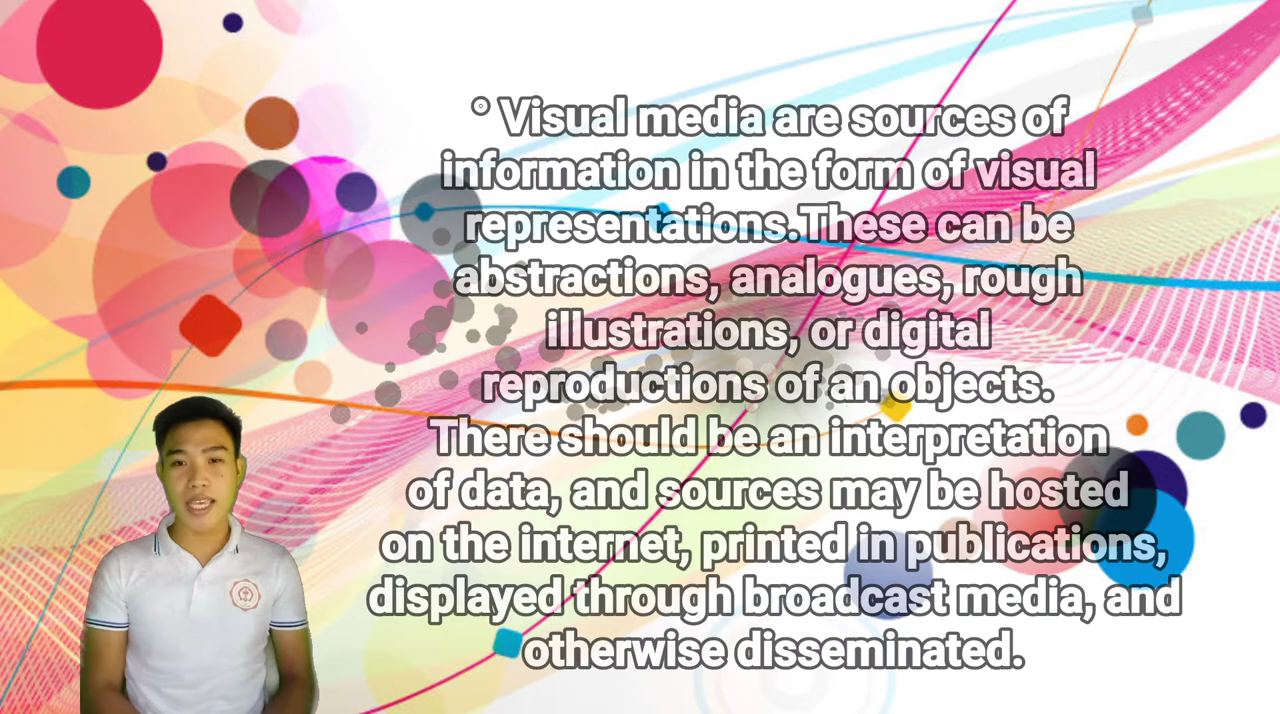 ° Visual media are sources of
information in the form of visual
representations.These can be
abstractions, analogues, rough
illustrations, or digital
reproductions of an objects.
There should be an interpretation
of data, and sources may be hosted
on the internet, printed in publications,
displayed through broadcast media, and
otherwise disseminated.